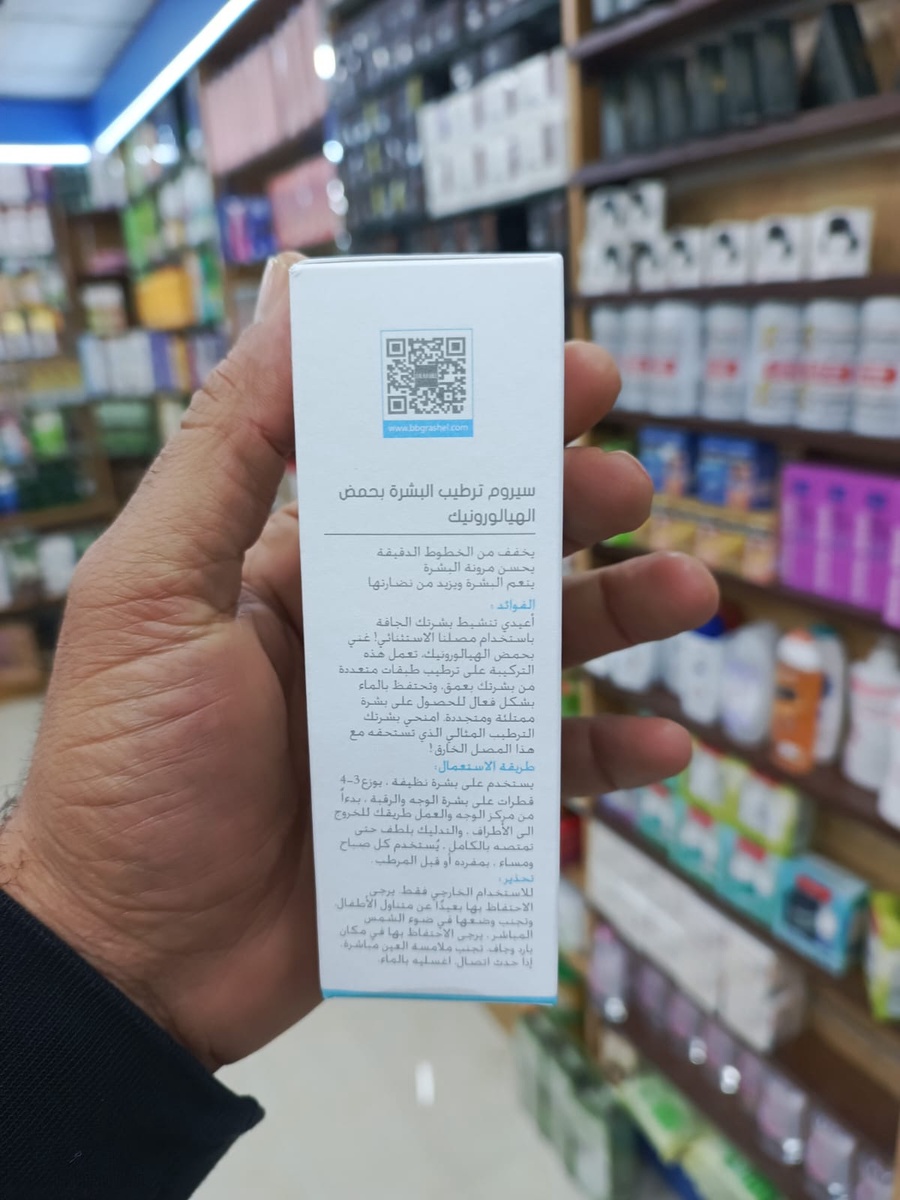 www.bbgrashel.com
سيروم ترطيب البشرة بحمض
الهيالورونيك
يخفف من الخطوط الدقيقة
يحسن مرونة البشرة
ينعم البشرة ويزيد من نضارتها
الفوائد :
أعيدي تنشيط بشرتك الجافة
باستخدام مصلنا الاستثنائي! غني
بحمض الهيالورونيك، تعمل هذه
التركيبة على ترطيب طبقات متعددة
من بشرتك بعمق، وتحتفظ بالماء
بشكل فعال للحصول على بشرة
ممتلئة ومتجددة. امنحي بشرتك
الترطيب المثالي الذي تستحقه مع
هذا المصل الخارق!
طريقة الاستعمال:
يستخدم على بشرة نظيفة ، يوزع 3-4
قطرات على بشرة الوجه والرقبة ، بدءاً
من مركز الوجه والعمل طريقك للخروج
الى الأطراف ، والتدليك بلطف حتى
تمتصه بالكامل ، يُستخدم كل صباح
ومساء ، بمفرده أو قبل المرطب .
تحذير:
للاستخدام الخارجي فقط. يرجى
الاحتفاظ بها بعيدًا عن متناول الأطفال.
وتجنب وضعها في ضوء الشمس
المباشر . يرجى الاحتفاظ بها في مكان
بارد وجاف. تجنب ملامسة العين مباشرة.
إذا حدث اتصال، اغسليه بالماء.